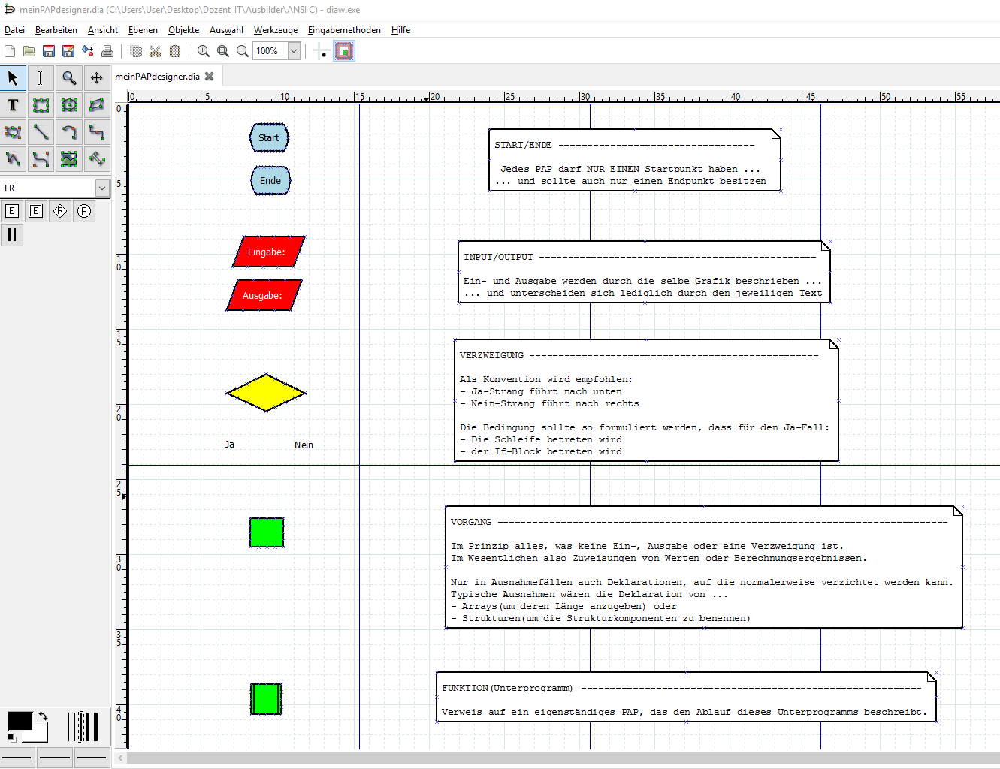 meinPAPdesigner.dia (C:\Users\User\Desktop\Dozent_IT\Ausbilder\ANSI C) - diaw.exe
Datei Bearbeiten Ansicht Ebenen Objekte Auswahl Werkzeuge Eingabemethoden Hilfe
100%
meinPAPdesigner.dia
T
0 5 10 15 20 25 30 35 40 45 50 55
0
5
10
15
20
25
30
35
40
ER
E E R A
Start
Ende
START/ENDE ----------------------------------
Jedes PAP darf NUR EINEN Startpunkt haben ...
... und sollte auch nur einen Endpunkt besitzen
Eingabe:
Ausgabe:
INPUT/OUTPUT ------------------------------------------------
Ein- und Ausgabe werden durch die selbe Grafik beschrieben ...
... und unterscheiden sich lediglich durch den jeweiligen Text
Ja
Nein
VERZWEIGUNG --------------------------------------------------
Als Konvention wird empfohlen:
- Ja-Strang führt nach unten
- Nein-Strang führt nach rechts
Die Bedingung sollte so formuliert werden, dass für den Ja-Fall:
- Die Schleife betreten wird
- der If-Block betreten wird
VORGANG ------------------------------------------------------------------------------
Im Prinzip alles, was keine Ein-, Ausgabe oder eine Verzweigung ist.
Im Wesentlichen also Zuweisungen von Werten oder Berechnungsergebnissen.
Nur in Ausnahmefällen auch Deklarationen, auf die normalerweise verzichtet werden kann.
Typische Ausnahmen wären die Deklaration von ...
- Arrays(um deren Länge anzugeben) oder
- Strukturen(um die Strukturkomponenten zu benennen)
FUNKTION(Unterprogramm) -----------------------------------------------------------
Verweis auf ein eigenständiges PAP, das den Ablauf dieses Unterprogramms beschreibt.